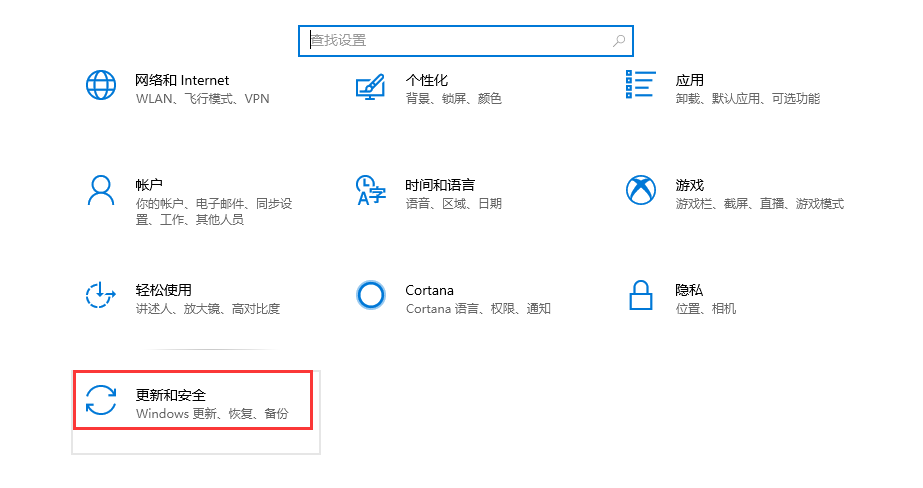 查找设置
网络和 Internet
WLAN、飞行模式、VPN
个性化
背景、锁屏、颜色
应用
卸载、默认应用、可选功能
帐户
你的帐户、电子邮件、同步设
置、工作、其他人员
时间和语言
语音、区域、日期
游戏
游戏栏、截屏、直播、游戏模式
轻松使用
讲述人、放大镜、高对比度
Cortana
Cortana 语言、权限、通知
隐私
位置、相机
更新和安全
Windows 更新、恢复、备份